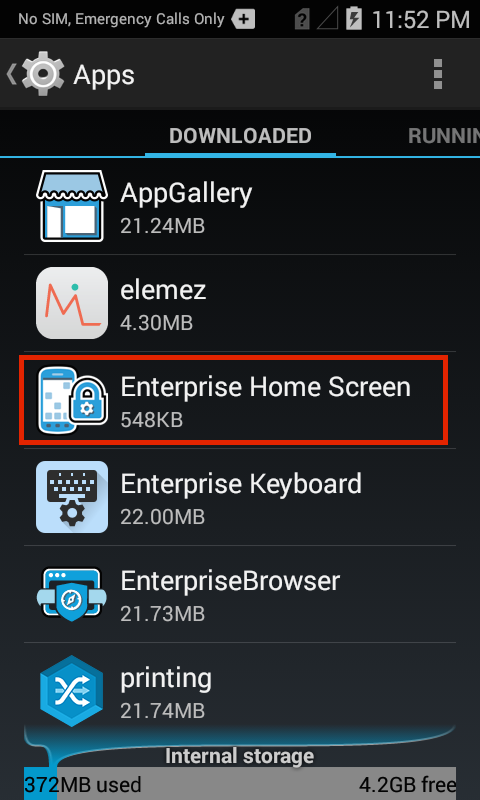 No SIM, Emergency Calls Only 11:52 PM
Apps
DOWNLOADED RUNNIN
AppGallery
21.24MB
elemez
4.30MB
Enterprise Home Screen
548KB
Enterprise Keyboard
22.00MB
EnterpriseBrowser
21.73MB
printing
21.74MB
Internal storage
372MB used 4.2GB free